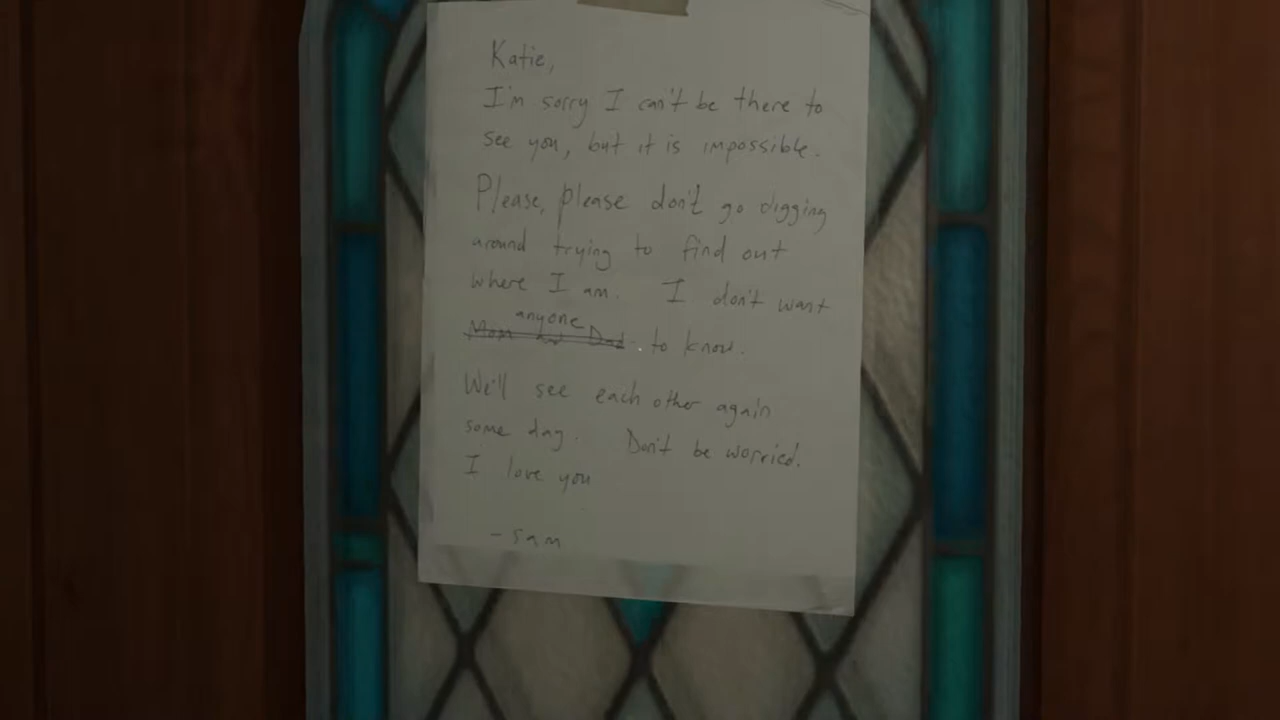 Katie,
I'm sorry I can't be there to
see you, but it is impossible.
Please, please don't go digging
around trying to find out
where I am. I don't want
anyone
Mom and Dad to know.
We'll see each other again
some day. Don't be worried.
I love you
- Sam